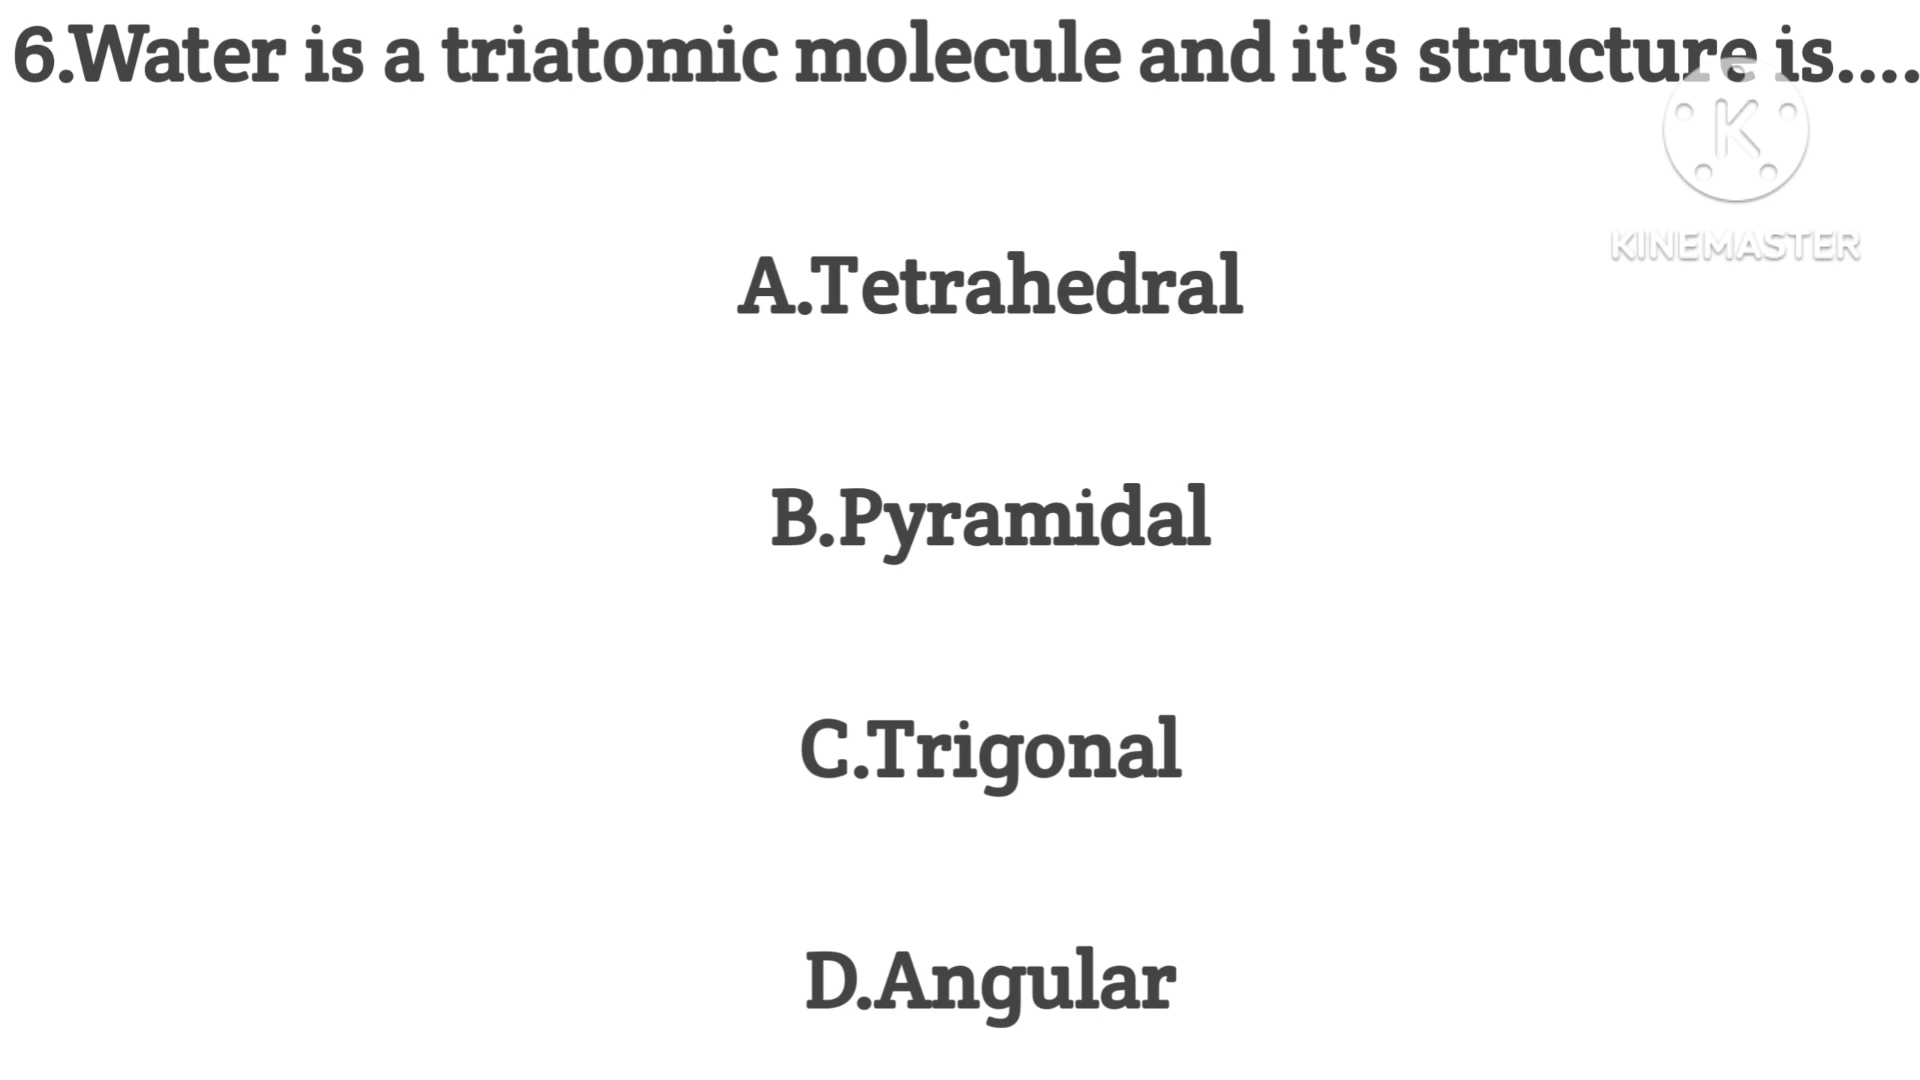 6.Water is a triatomic molecule and it's structure is....
K
KINEMASTER
A.Tetrahedral
B.Pyramidal
C.Trigonal
D.Angular